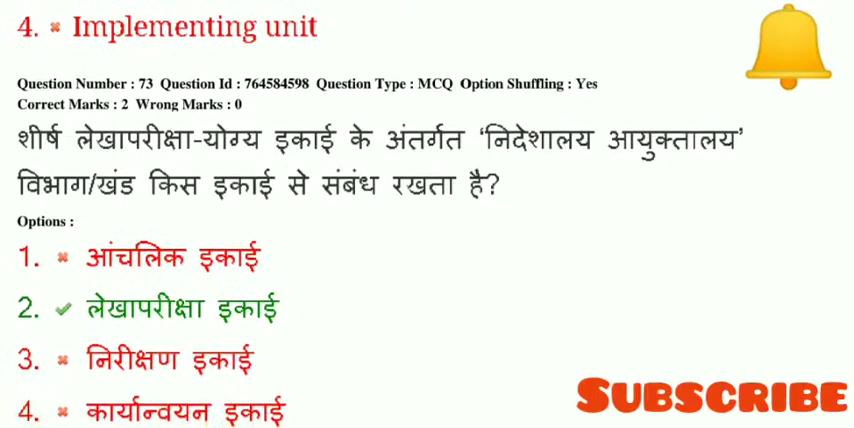 4. Implementing unit
Question Number : 73 Question Id : 764584598 Question Type : MCQ Option Shuffling : Yes
Correct Marks : 2 Wrong Marks : 0
शीर्ष लेखापरीक्षा-योग्य इकाई के अंतर्गत ‘निदेशालय आयुक्तालय’
विभाग/खंड किस इकाई से संबंध रखता है?
Options :
1. आंचलिक इकाई
2. लेखापरीक्षा इकाई
3. निरीक्षण इकाई
4. कार्यान्वयन इकाई
SUBSCRIBE